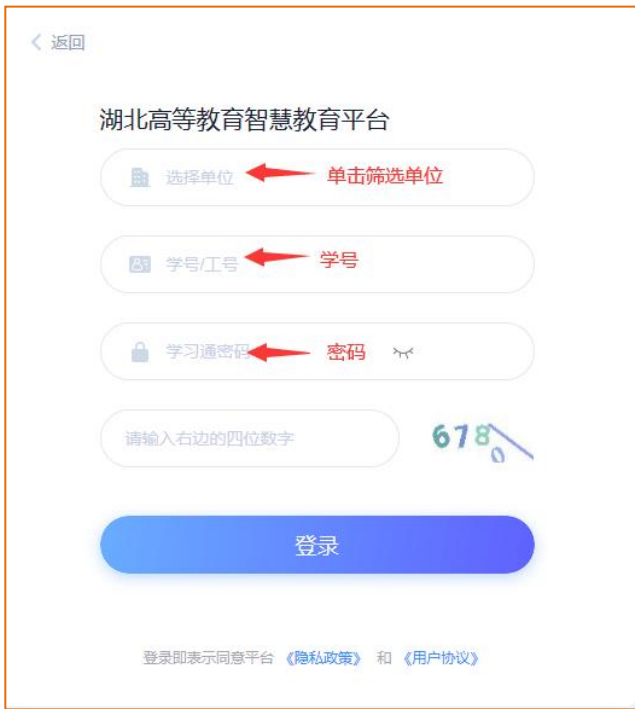 返回
湖北高等教育智慧教育平台
选择单位 单击筛选单位
学号/工号 学号
学习通密码 密码
请输入右边的四位数字 6780
登录
登录即表示同意平台 《隐私政策》 和 《用户协议》